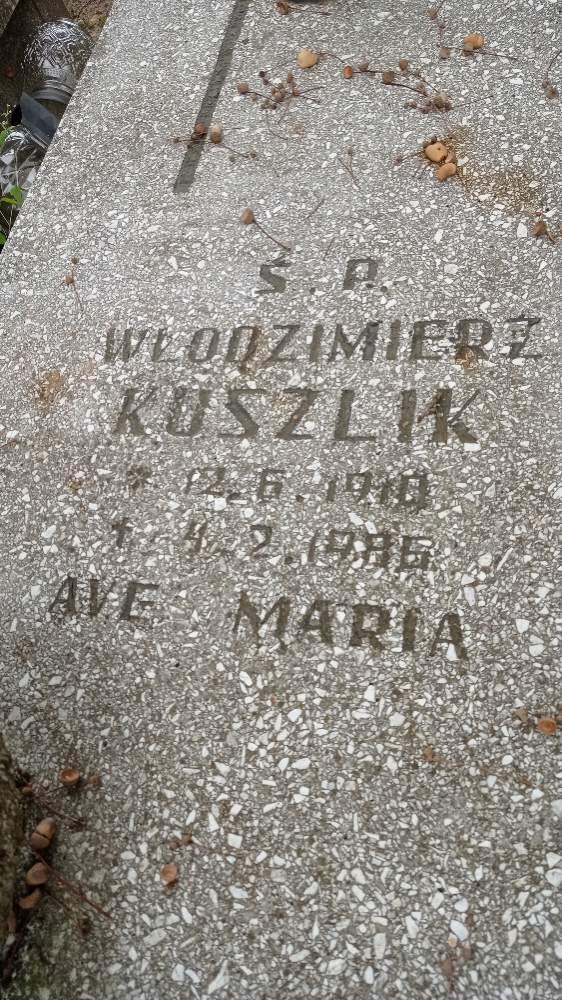 Ś. P.
WŁODZIMIERZ
KUSZLIK
* 12.6.1910
† 4.2.1986
AVE MARIA